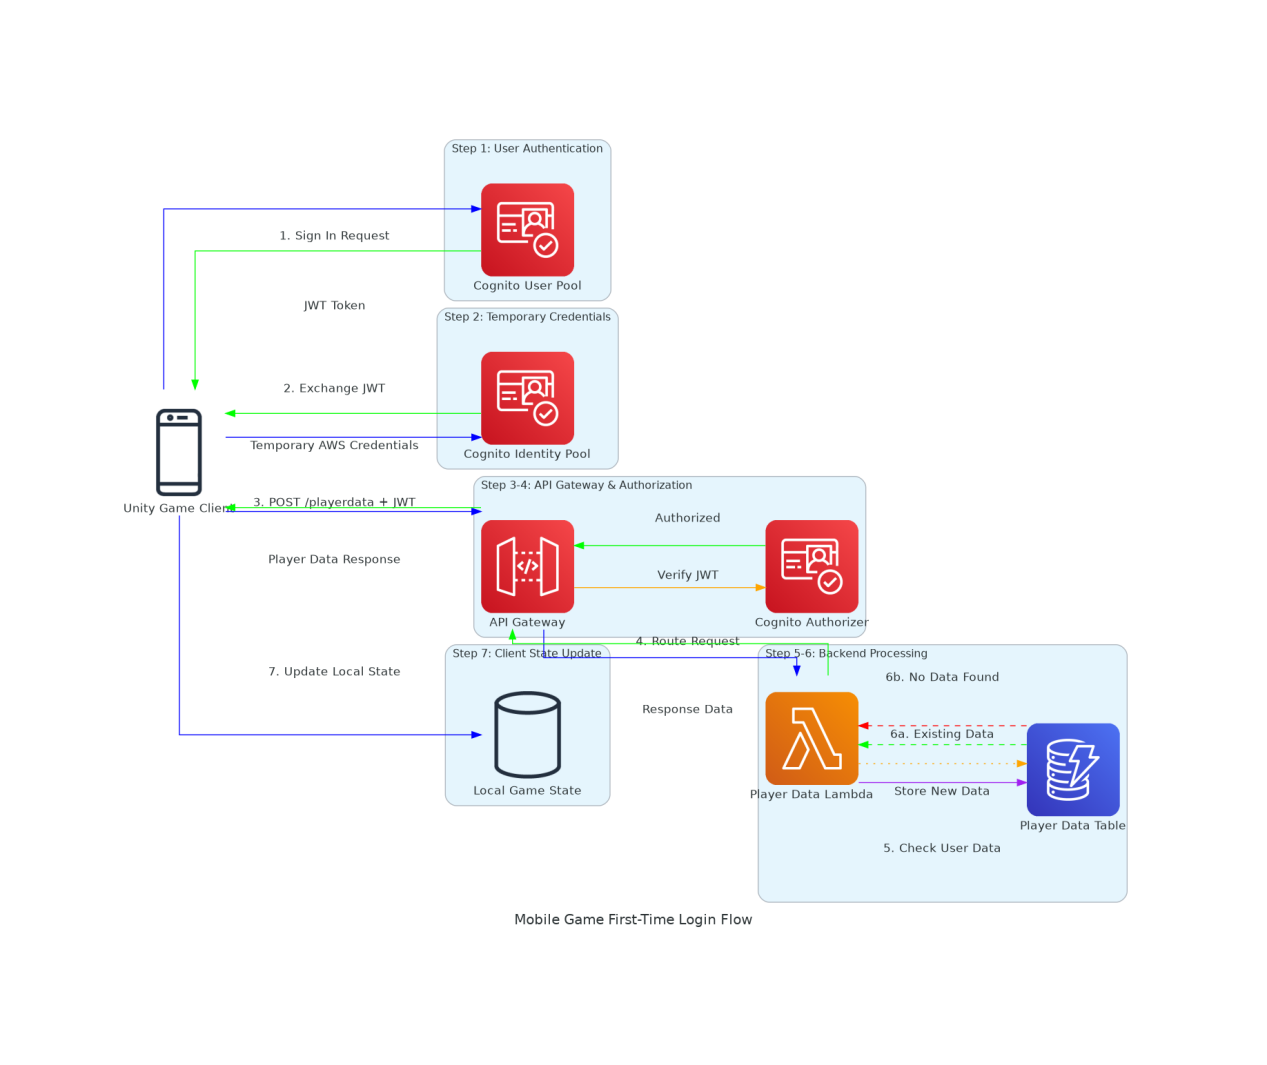 Step 1: User Authentication
1. Sign In Request
Cognito User Pool
JWT Token
Step 2: Temporary Credentials
2. Exchange JWT
Temporary AWS Credentials
Cognito Identity Pool
Step 3-4: API Gateway & Authorization
3. POST /playerdata + JWT
Unity Game Client
Authorized
Player Data Response
Verify JWT
API Gateway
Cognito Authorizer
4. Route Request
Step 7: Client State Update
Step 5-6: Backend Processing
7. Update Local State
6b. No Data Found
Response Data
6a. Existing Data
Local Game State
Player Data Lambda
Store New Data
Player Data Table
5. Check User Data
Mobile Game First-Time Login Flow